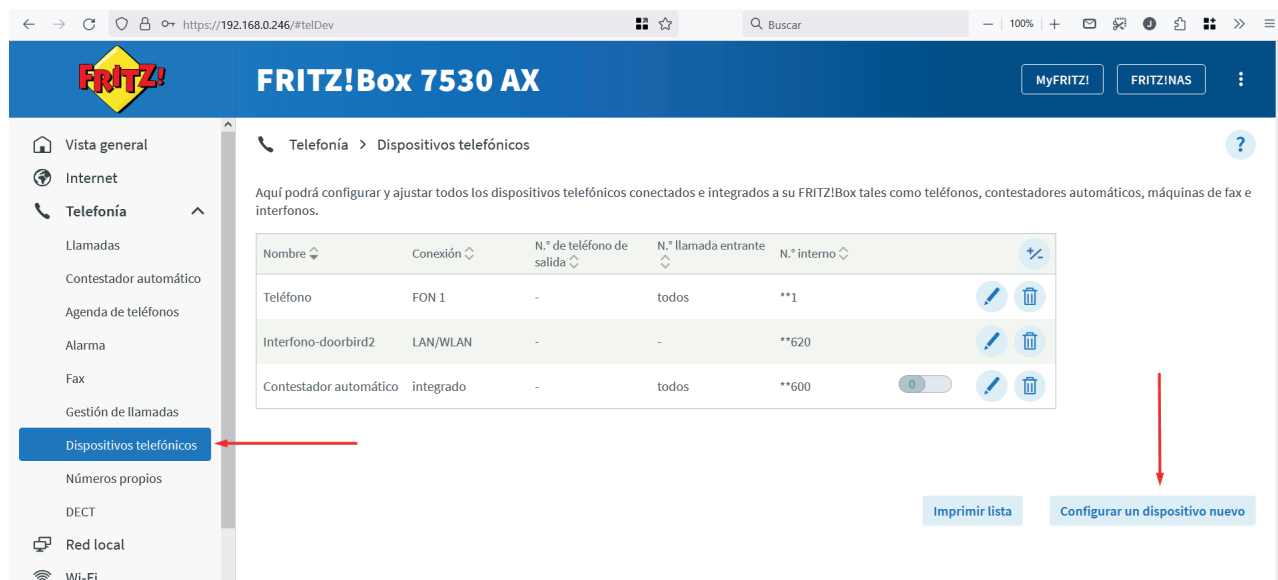 https://192.168.0.246/#telDev
Buscar
100%
J
FRITZ!
FRITZ!Box 7530 AX
MyFRITZ!
FRITZ!NAS
Vista general
Internet
Telefonía
Llamadas
Contestador automático
Agenda de teléfonos
Alarma
Fax
Gestión de llamadas
Dispositivos telefónicos
Números propios
DECT
Red local
Wi-Fi
Telefonía > Dispositivos telefónicos
?
Aquí podrá configurar y ajustar todos los dispositivos telefónicos conectados e integrados a su FRITZ!Box tales como teléfonos, contestadores automáticos, máquinas de fax e
interfonos.
Nombre Conexión N.° de teléfono de salida N.° llamada entrante N.° interno
Teléfono FON 1 - todos **1
Interfono-doorbird2 LAN/WLAN - - **620
Contestador automático integrado - todos **600 0
Imprimir lista
Configurar un dispositivo nuevo